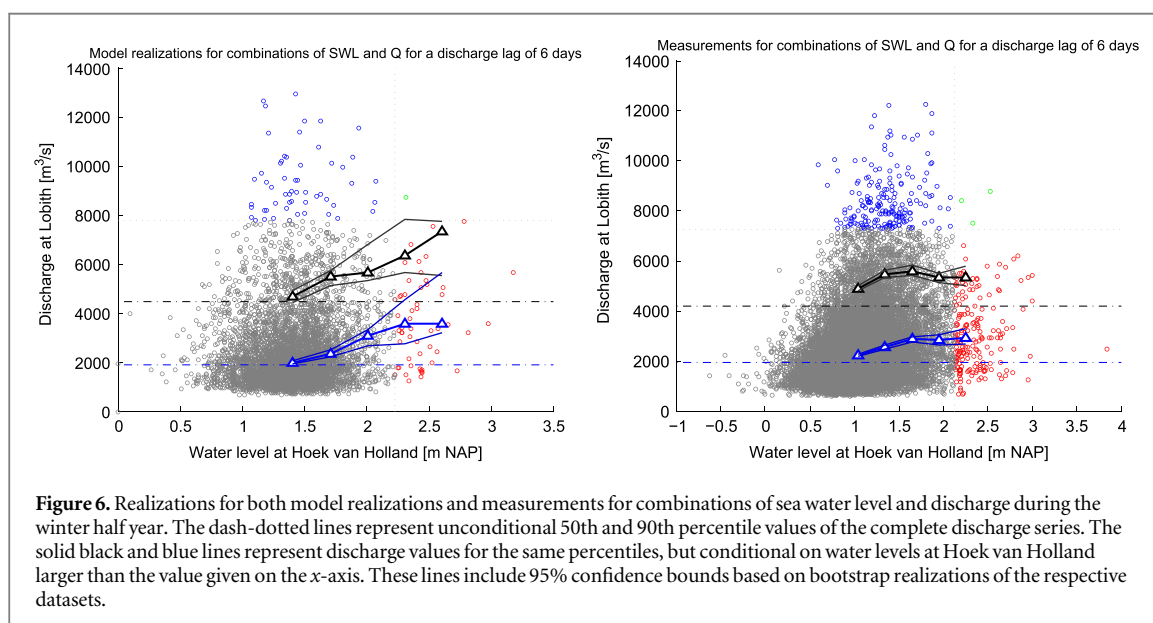 Model realizations for combinations of SWL and Q for a discharge lag of 6 days
14000
12000
10000
8000
6000
4000
2000
0
Discharge at Lobith [m³/s]
0 0.5 1 1.5 2 2.5 3 3.5
Water level at Hoek van Holland [m NAP]
Measurements for combinations of SWL and Q for a discharge lag of 6 days
14000
12000
10000
8000
6000
4000
2000
0
Discharge at Lobith [m³/s]
−1 −0.5 0 0.5 1 1.5 2 2.5 3 3.5 4
Water level at Hoek van Holland [m NAP]
Figure 6. Realizations for both model realizations and measurements for combinations of sea water level and discharge during the
winter half year. The dash-dotted lines represent unconditional 50th and 90th percentile values of the complete discharge series. The
solid black and blue lines represent discharge values for the same percentiles, but conditional on water levels at Hoek van Holland
larger than the value given on the x-axis. These lines include 95% confidence bounds based on bootstrap realizations of the respective
datasets.